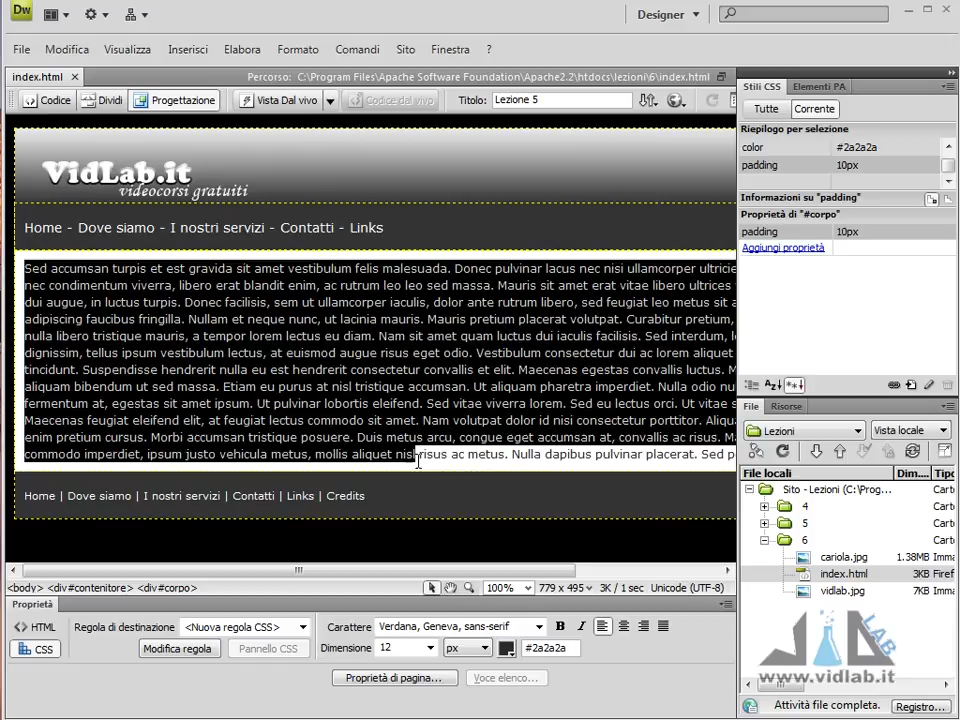 Dw
Designer
File Modifica Visualizza Inserisci Elabora Formato Comandi Sito Finestra ?
index.html
Percorso: C:\Program Files\Apache Software Foundation\Apache2.2\htdocs\lezioni\6\index.html
Codice Dividi Progettazione Vista Dal vivo Codice dal vivo Titolo: Lezione 5
VidLab.it
videocorsi gratuiti
Home - Dove siamo - I nostri servizi - Contatti - Links
Sed accumsan turpis et est gravida sit amet vestibulum felis malesuada. Donec pulvinar lacus nec nisi ullamcorper ultricie
nec condimentum viverra, libero erat blandit enim, ac rutrum leo leo sed massa. Mauris sit amet erat vitae libero ultrices
dui augue, in luctus turpis. Donec facilisis, sem ut ullamcorper iaculis, dolor ante rutrum libero, sed feugiat leo metus sit a
adipiscing faucibus fringilla. Nullam et neque nunc, ut lacinia mauris. Mauris pretium placerat volutpat. Curabitur pretium,
nulla libero tristique mauris, a tempor lorem lectus eu diam. Nam sit amet quam luctus dui iaculis facilisis. Sed interdum, l
dignissim, tellus ipsum vestibulum lectus, at euismod augue risus eget odio. Vestibulum consectetur dui ac lorem aliquet
tincidunt. Suspendisse hendrerit nulla eu est hendrerit consectetur convallis et elit. Maecenas egestas convallis luctus. M
aliquam bibendum ut sed massa. Etiam eu purus at nisl tristique accumsan. Ut aliquam pharetra imperdiet. Nulla odio nu
fermentum at, egestas sit amet ipsum. Ut pulvinar lobortis eleifend. Sed vitae viverra lorem. Sed eu lectus orci. Ut vitae s
Maecenas feugiat eleifend elit, at feugiat lectus commodo sit amet. Nam volutpat dolor id nisi consectetur porttitor. Aliqu
enim pretium cursus. Morbi accumsan tristique posuere. Duis metus arcu, congue eget accumsan at, convallis ac risus. M
commodo imperdiet, ipsum justo vehicula metus, mollis aliquet nisl risus ac metus. Nulla dapibus pulvinar placerat. Sed p
Home | Dove siamo | I nostri servizi | Contatti | Links | Credits
<body> <div#contenitore> <div#corpo>
100% 779 x 495 3K / 1 sec Unicode (UTF-8)
Proprietà
HTML
CSS
Regola di destinazione <Nuova regola CSS>
Modifica regola Pannello CSS
Carattere Verdana, Geneva, sans-serif B I
Dimensione 12 px #2a2a2a
Proprietà di pagina... Voce elenco...
Stili CSS Elementi PA
Tutte Corrente
Riepilogo per selezione
color #2a2a2a
padding 10px
Informazioni su "padding"
Proprietà di "#corpo"
padding 10px
Aggiungi proprietà
File Risorse
Lezioni Vista locale
File locali Dim... Tipo
Sito - Lezioni (C:\Prog... Cart
4 Cart
5 Cart
6 Cart
cariola.jpg 1.38MB Imma
index.html 3KB Firef
vidlab.jpg 7KB Imma
LAB
www.vidlab.it
Attività file completa. Registro...